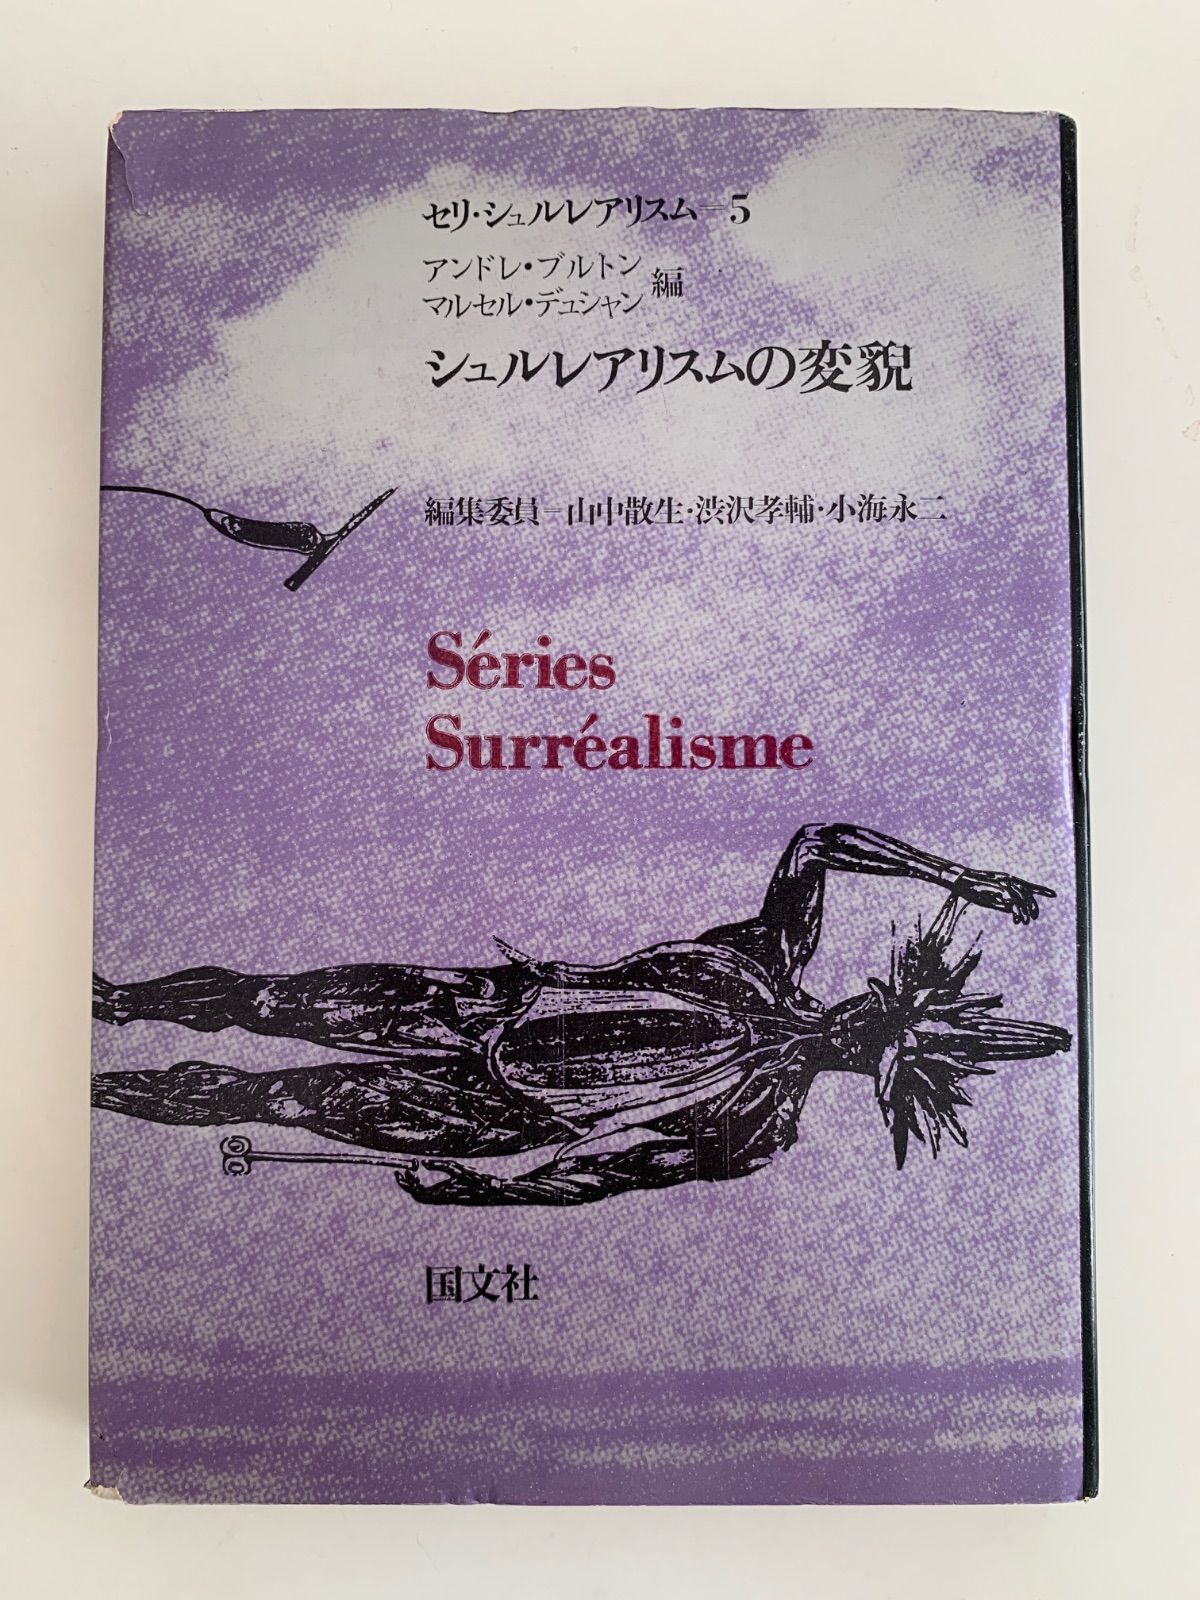 セリ・シュルレアリスム—5
アンドレ・ブルトン
マルセル・デュシャン
編
シュルレアリスムの変貌
編集委員—山中散生・渋沢孝輔・小海永二
Séries
Surréalisme
国文社